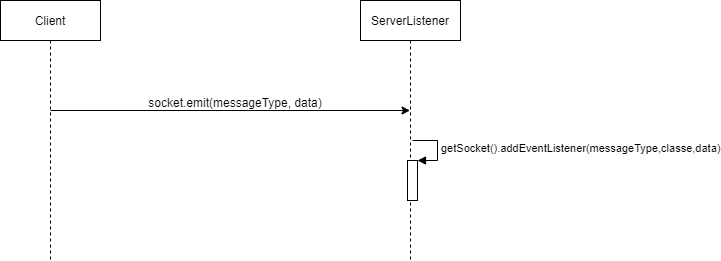 Client
ServerListener
socket.emit(messageType, data)
getSocket().addEventListener(messageType,classe,data)